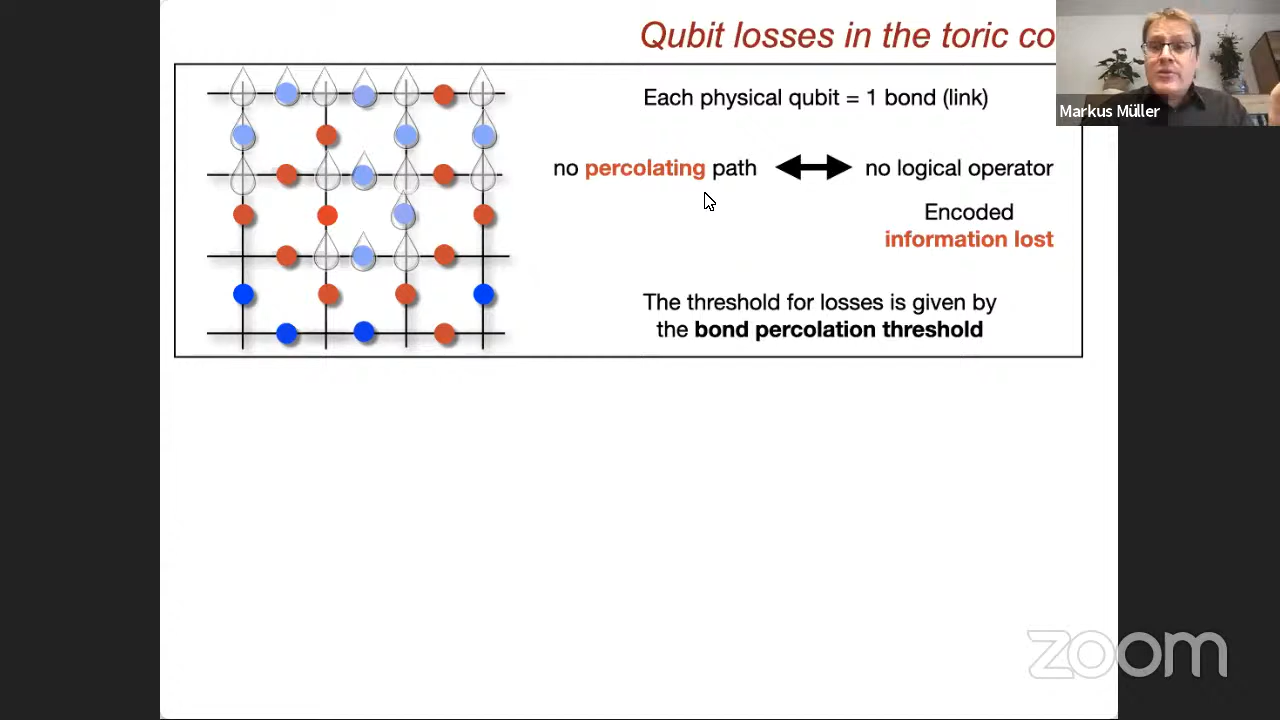 Qubit losses in the toric co
Markus Müller
Each physical qubit = 1 bond (link)
no percolating path
no logical operator
Encoded
information lost
The threshold for losses is given by
the bond percolation threshold
zoom